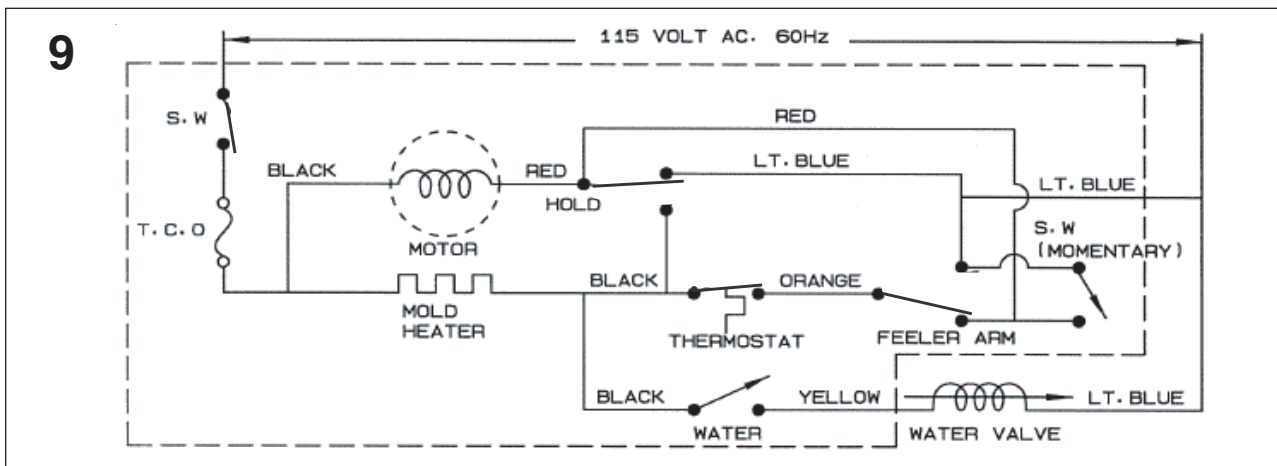 9
115 VOLT AC. 60Hz
S.W
RED
BLACK
RED
LT. BLUE
LT. BLUE
HOLD
T.C.O
MOTOR
S.W
(MOMENTARY)
BLACK
ORANGE
MOLD
HEATER
THERMOSTAT
FEELER ARM
BLACK
YELLOW
LT. BLUE
WATER
WATER VALVE